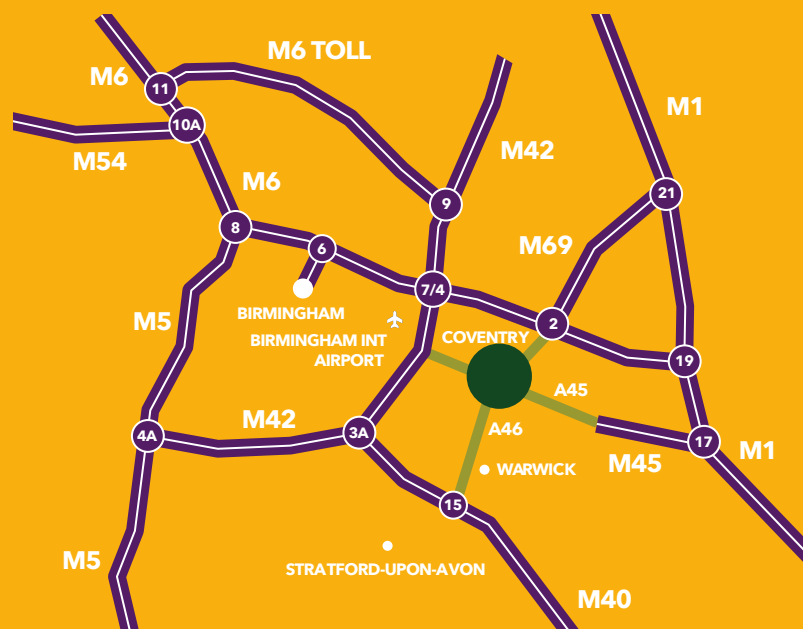 M6 TOLL
M6
11
M1
10A
M54
M42
M6
21
9
8
M69
6
7/4
BIRMINGHAM
M5
2
BIRMINGHAM INT
AIRPORT
COVENTRY
19
A45
M42
A46
4A
3A
17
M45
M1
WARWICK
15
M5
STRATFORD-UPON-AVON
M40